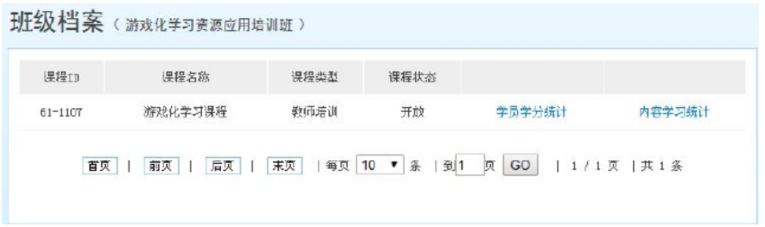 班级档案（ 游戏化学习资源应用培训班 ）
课程ID 课程名称 课程类型 课程状态
61-1107 游戏化学习课程 教师培训 开放 学员学分统计 内容学习统计
首页 | 前页 | 后页 | 末页 | 每页 10 ▼ 条 | 到 1 页 GO | 1 / 1 页 | 共 1 条